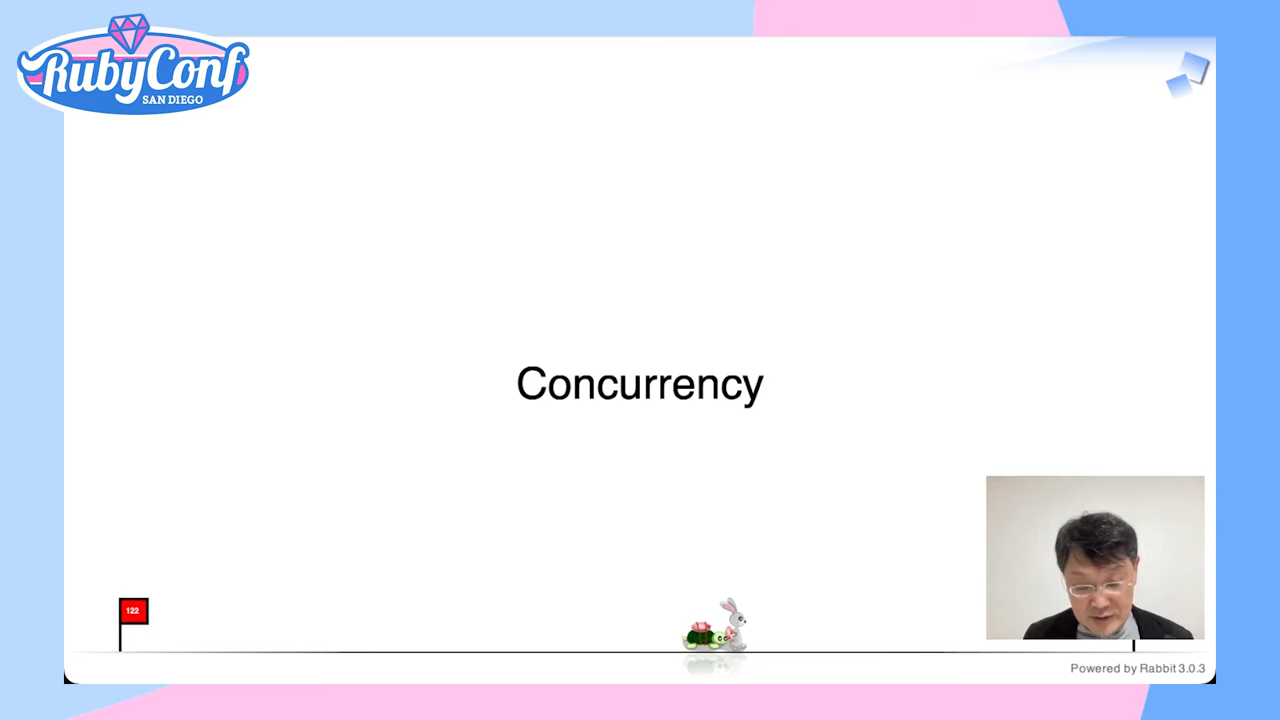 RubyConf
SAN DIEGO
Concurrency
122
Powered by Rabbit 3.0.3